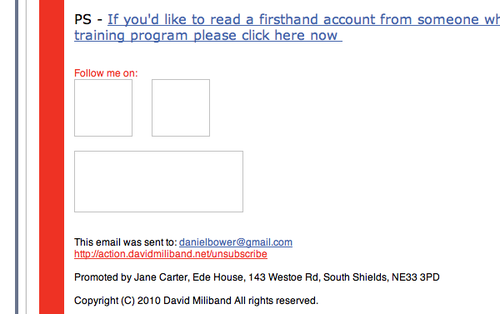 PS - If you'd like to read a firsthand account from someone wh
training program please click here now
Follow me on:
This email was sent to: danielbower@gmail.com
http://action.davidmiliband.net/unsubscribe
Promoted by Jane Carter, Ede House, 143 Westoe Rd, South Shields, NE33 3PD
Copyright (C) 2010 David Miliband All rights reserved.